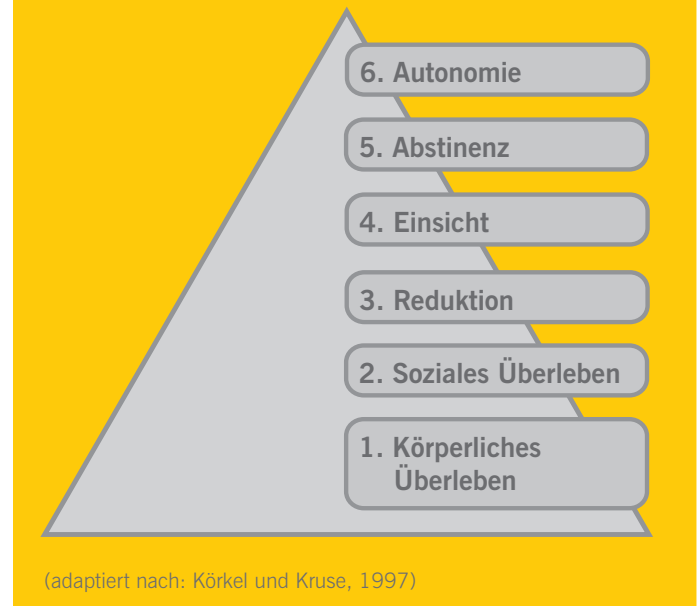 6. Autonomie
5. Abstinenz
4. Einsicht
3. Reduktion
2. Soziales Überleben
1. Körperliches
Überleben
(adaptiert nach: Körkel und Kruse, 1997)